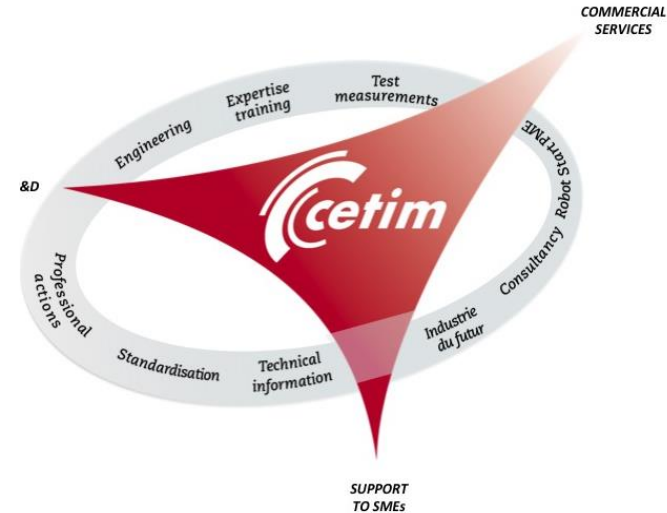 COMMERCIAL
SERVICES
Test
measurements
Expertise
training
Engineering
Robot Start PME
cetim
&D
Consultancy
Professional
actions
Industrie
du futur
Standardisation
Technical
information
SUPPORT
TO SMEs